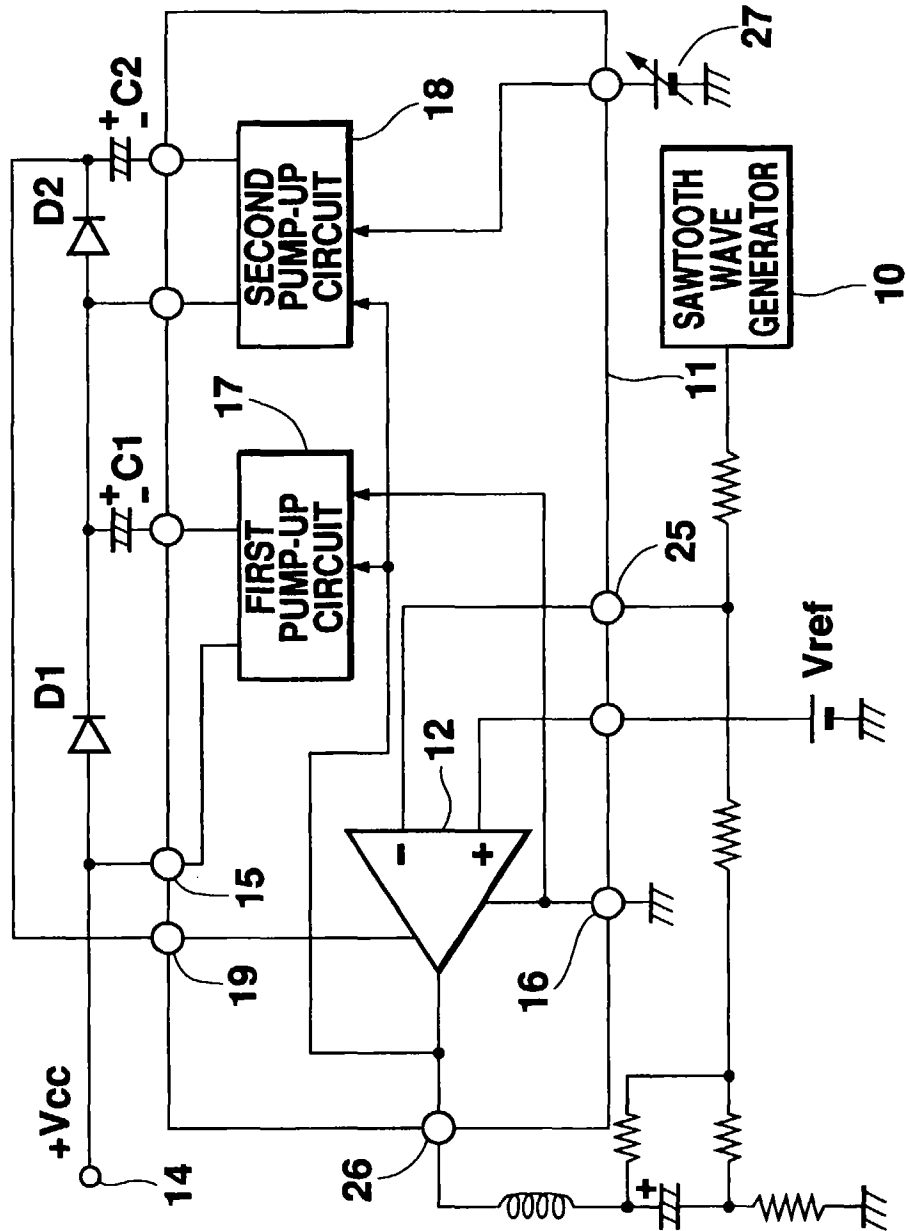 +Vcc
14
D1
+
-
C1
D2
+
-
C2
15
19
17
FIRST
PUMP-UP
CIRCUIT
18
SECOND
PUMP-UP
CIRCUIT
12
-
+
26
16
25
11
27
Vref
+
SAWTOOTH
WAVE
GENERATOR
10